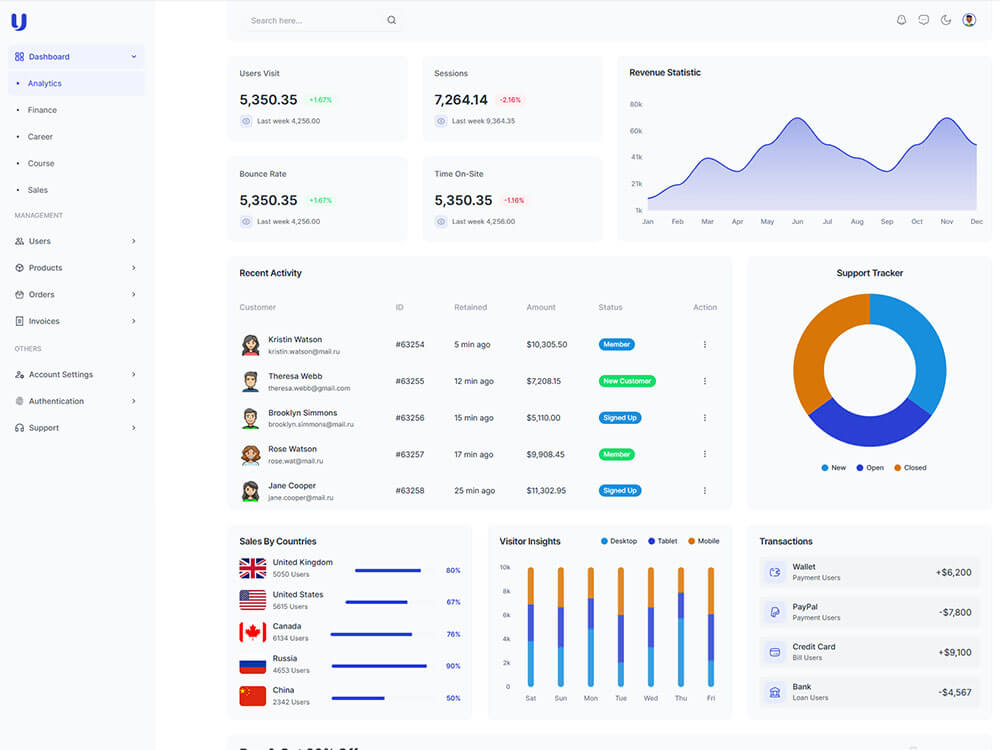 Search here...
Dashboard
Analytics
Finance
Career
Course
Sales
MANAGEMENT
Users
Products
Orders
Invoices
OTHERS
Account Settings
Authentication
Support
Users Visit
5,350.35 +1.67%
Last week 4,256.00
Sessions
7,264.14 -2.16%
Last week 9,364.35
Bounce Rate
5,350.35 +1.67%
Last week 4,256.00
Time On-Site
5,350.35 -1.16%
Last week 4,256.00
Revenue Statistic
80k
60k
41k
21k
1k
Jan Feb Mar Apr May Jun Jul Aug Sep Oct Nov Dec
Recent Activity
Customer ID Retained Amount Status Action
Kristin Watson
kristin.watson@mail.ru
#63254 5 min ago $10,305.50 Member
Theresa Webb
theresa.webb@gmail.com
#63255 12 min ago $7,208.15 New Customer
Brooklyn Simmons
brooklyn.simmons@mail.ru
#63256 15 min ago $5,110.00 Signed Up
Rose Watson
rose.wat@mail.ru
#63257 17 min ago $9,908.45 Member
Jane Cooper
jane.cooper@mail.ru
#63258 25 min ago $11,302.95 Signed Up
Support Tracker
New Open Closed
Sales By Countries
United Kingdom
5050 Users
80%
United States
5615 Users
67%
Canada
6134 Users
76%
Russia
4653 Users
90%
China
2342 Users
50%
Visitor Insights
Desktop Tablet Mobile
10k
8k
6k
4k
2k
0
Sat Sun Mon Tue Wed Thu Fri
Transactions
Wallet
Payment Users
+$6,200
PayPal
Payment Users
-$7,800
Credit Card
Bill Users
+$9,100
Bank
Loan Users
-$4,567